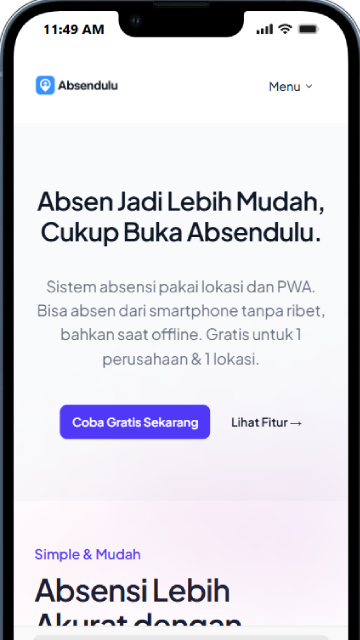 11:49 AM
Absendulu
Menu
Absen Jadi Lebih Mudah,
Cukup Buka Absendulu.
Sistem absensi pakai lokasi dan PWA.
Bisa absen dari smartphone tanpa ribet,
bahkan saat offline. Gratis untuk 1
perusahaan & 1 lokasi.
Coba Gratis Sekarang
Lihat Fitur →
Simple & Mudah
Absensi Lebih
Akurat dengan